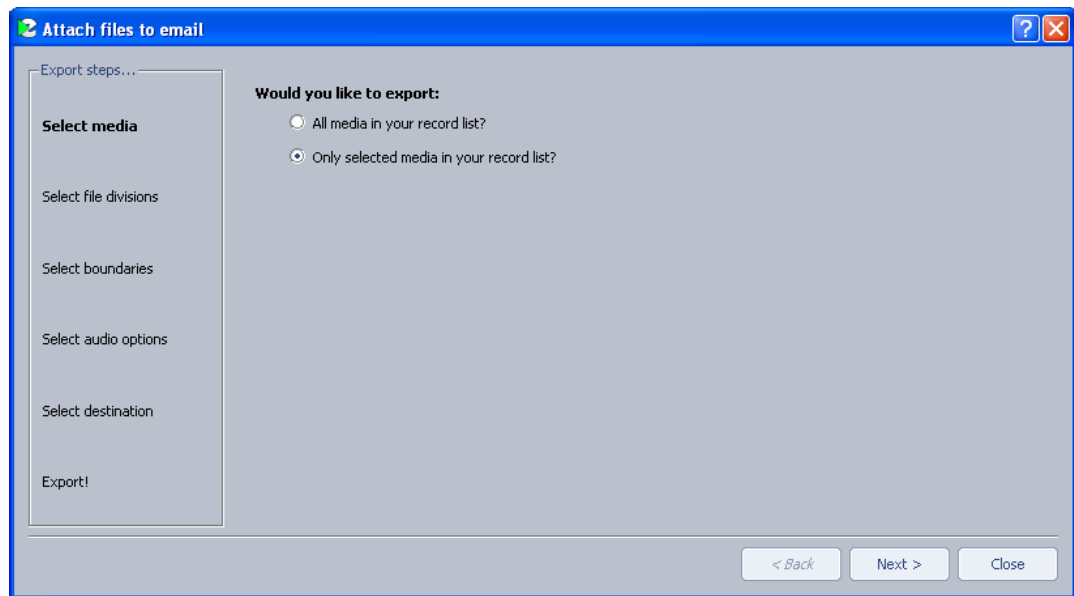 Attach files to email
Export steps...
Select media
Select file divisions
Select boundaries
Select audio options
Select destination
Export!
Would you like to export:
All media in your record list?
Only selected media in your record list?
< Back
Next >
Close